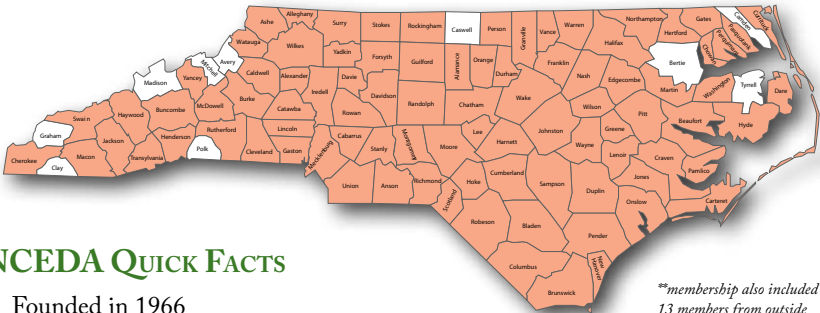 Alleghany
Ashe
Surry
Stokes
Rockingham
Caswell
Person
Granville
Vance
Warren
Northampton
Gates
Camden
Currituck
Pasquotank
Perquimans
Chowan
Hertford
Halifax
Watauga
Wilkes
Yadkin
Forsyth
Guilford
Alamance
Orange
Durham
Franklin
Nash
Edgecombe
Bertie
Martin
Washington
Tyrrell
Dare
Avery
Mitchell
Yancey
Madison
Caldwell
Alexander
Iredell
Davie
Davidson
Randolph
Chatham
Wake
Wilson
Pitt
Beaufort
Hyde
Graham
Swain
Haywood
Buncombe
McDowell
Burke
Catawba
Rowan
Lincoln
Rutherford
Cleveland
Gaston
Mecklenburg
Cabarrus
Stanly
Montgomery
Moore
Lee
Harnett
Johnston
Greene
Wayne
Lenoir
Craven
Pamlico
Cherokee
Clay
Macon
Jackson
Transylvania
Henderson
Polk
Union
Anson
Richmond
Scotland
Hoke
Cumberland
Sampson
Duplin
Jones
Onslow
Carteret
Robeson
Bladen
Pender
Columbus
New
Hanover
Brunswick
NCEDA Quick Facts
Founded in 1966
**membership also included
13 members from outside